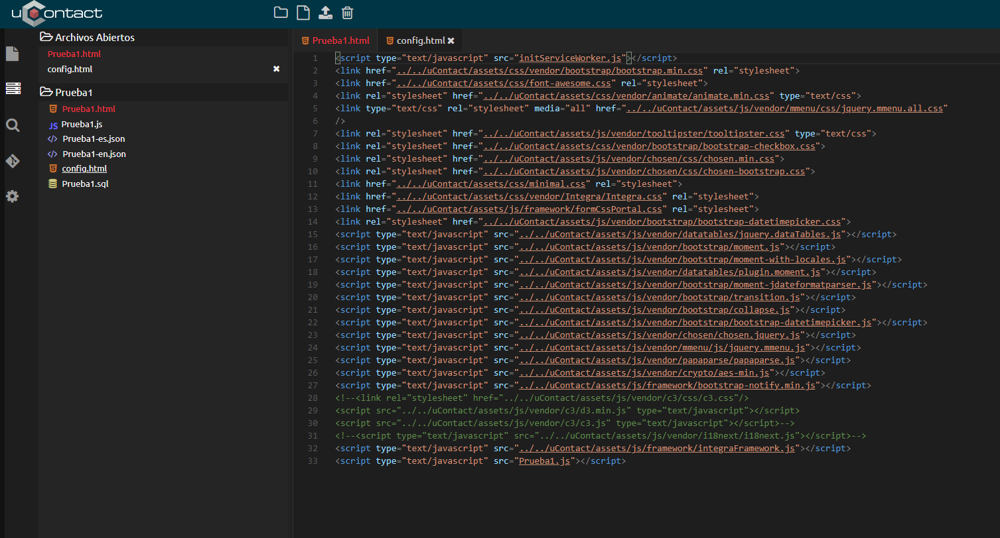 uContact
Archivos Abiertos
Prueba1.html
config.html
Prueba1
Prueba1.html
JS Prueba1.js
</> Prueba1-es.json
</> Prueba1-en.json
config.html
Prueba1.sql
Prueba1.html config.html
1 <script type="text/javascript" src="initServiceWorker.js"></script>
2 <link href="../../uContact/assets/css/vendor/bootstrap/bootstrap.min.css" rel="stylesheet">
3 <link href="../../uContact/assets/css/font-awesome.css" rel="stylesheet">
4 <link rel="stylesheet" href="../../uContact/assets/css/vendor/animate/animate.min.css" type="text/css">
5 <link type="text/css" rel="stylesheet" media="all" href="../../uContact/assets/js/vendor/mmenu/css/jquery.mmenu.all.css"
6 />
7 <link rel="stylesheet" href="../../uContact/assets/js/vendor/tooltipster/tooltipster.css" type="text/css">
8 <link rel="stylesheet" href="../../uContact/assets/css/vendor/bootstrap/bootstrap-checkbox.css">
9 <link rel="stylesheet" href="../../uContact/assets/js/vendor/chosen/css/chosen.min.css">
10 <link rel="stylesheet" href="../../uContact/assets/js/vendor/chosen/css/chosen-bootstrap.css">
11 <link href="../../uContact/assets/css/minimal.css" rel="stylesheet">
12 <link href="../../uContact/assets/css/vendor/Integra/Integra.css" rel="stylesheet">
13 <link href="../../uContact/assets/js/framework/formCssPortal.css" rel="stylesheet">
14 <link rel="stylesheet" href="../../uContact/assets/js/vendor/bootstrap/bootstrap-datetimepicker.css">
15 <script type="text/javascript" src="../../uContact/assets/js/vendor/datatables/jquery.dataTables.js"></script>
16 <script type="text/javascript" src="../../uContact/assets/js/vendor/bootstrap/moment.js"></script>
17 <script type="text/javascript" src="../../uContact/assets/js/vendor/bootstrap/moment-with-locales.js"></script>
18 <script type="text/javascript" src="../../uContact/assets/js/vendor/datatables/plugin.moment.js"></script>
19 <script type="text/javascript" src="../../uContact/assets/js/vendor/bootstrap/moment-jdateformatparser.js"></script>
20 <script type="text/javascript" src="../../uContact/assets/js/vendor/bootstrap/transition.js"></script>
21 <script type="text/javascript" src="../../uContact/assets/js/vendor/bootstrap/collapse.js"></script>
22 <script type="text/javascript" src="../../uContact/assets/js/vendor/bootstrap/bootstrap-datetimepicker.js"></script>
23 <script type="text/javascript" src="../../uContact/assets/js/vendor/chosen/chosen.jquery.js"></script>
24 <script type="text/javascript" src="../../uContact/assets/js/vendor/mmenu/js/jquery.mmenu.js"></script>
25 <script type="text/javascript" src="../../uContact/assets/js/vendor/papaparse/papaparse.js"></script>
26 <script type="text/javascript" src="../../uContact/assets/js/vendor/crypto/aes-min.js"></script>
27 <script type="text/javascript" src="../../uContact/assets/js/framework/bootstrap-notify.min.js"></script>
28 <!--<link rel="stylesheet" href="../../uContact/assets/js/vendor/c3/css/c3.css"/>
29 <script src="../../uContact/assets/js/vendor/c3/d3.min.js" type="text/javascript"></script>
30 <script src="../../uContact/assets/js/vendor/c3/c3.js" type="text/javascript"></script>-->
31 <!--<script type="text/javascript" src="../../uContact/assets/js/vendor/i18next/i18next.js"></script>-->
32 <script type="text/javascript" src="../../uContact/assets/js/framework/integraFramework.js"></script>
33 <script type="text/javascript" src="Prueba1.js"></script>